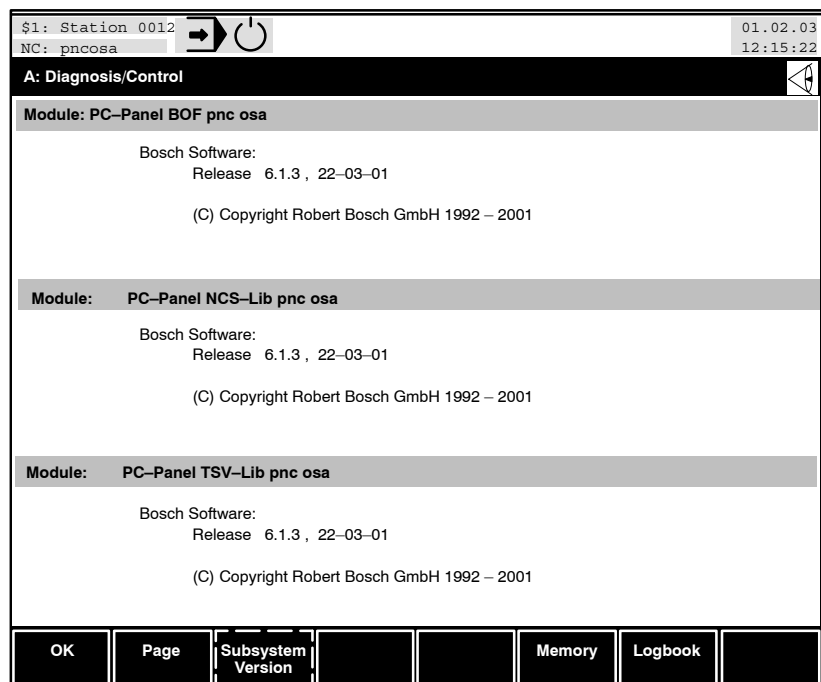 $1: Station 0012
01.02.03
NC: pncosa
12:15:22
A: Diagnosis/Control
Module: PC–Panel BOF pnc osa
Bosch Software:
Release 6.1.3 , 22–03–01
(C) Copyright Robert Bosch GmbH 1992 – 2001
Module: PC–Panel NCS–Lib pnc osa
Bosch Software:
Release 6.1.3 , 22–03–01
(C) Copyright Robert Bosch GmbH 1992 – 2001
Module: PC–Panel TSV–Lib pnc osa
Bosch Software:
Release 6.1.3 , 22–03–01
(C) Copyright Robert Bosch GmbH 1992 – 2001
OK
Page
Subsystem
Version
Memory
Logbook